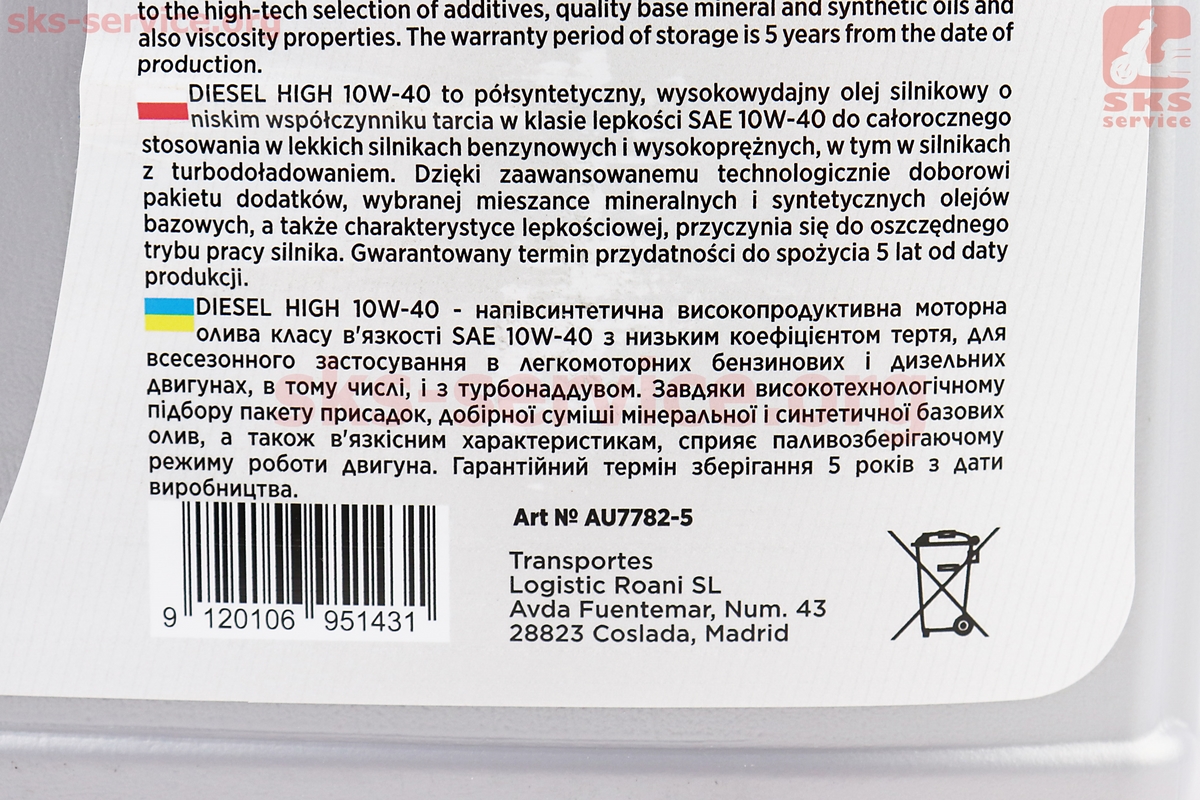 to the high-tech selection of additives, quality base mineral and synthetic oils and
also viscosity properties. The warranty period of storage is 5 years from the date of
production.
DIESEL HIGH 10W-40 to półsyntetyczny, wysokowydajny olej silnikowy o
niskim współczynniku tarcia w klasie lepkości SAE 10W-40 do całorocznego
stosowania w lekkich silnikach benzynowych i wysokoprężnych, w tym w silnikach
z turbodoładowaniem. Dzięki zaawansowanemu technologicznie doborowi
pakietu dodatków, wybranej mieszance mineralnych i syntetycznych olejów
bazowych, a także charakterystyce lepkościowej, przyczynia się do oszczędnego
trybu pracy silnika. Gwarantowany termin przydatności do spożycia 5 lat od daty
produkcji.
DIESEL HIGH 10W-40 - напівсинтетична високопродуктивна моторна
олива класу в'язкості SAE 10W-40 з низьким коефіцієнтом тертя, для
всесезонного застосування в легкомоторних бензинових і дизельних
двигунах, в тому числі, і з турбонаддувом. Завдяки високотехнологічному
підбору пакету присадок, добірної суміші мінеральної і синтетичної базових
олив, а також в'язкісним характеристикам, сприяє паливозберігаючому
режиму роботи двигуна. Гарантійний термін зберігання 5 років з дати
виробництва.
Art № AU7782-5
Transportes
Logistic Roani SL
Avda Fuentemar, Num. 43
28823 Coslada, Madrid
9 120106 951431
sks-service.org
sks-service.org
SKS
service